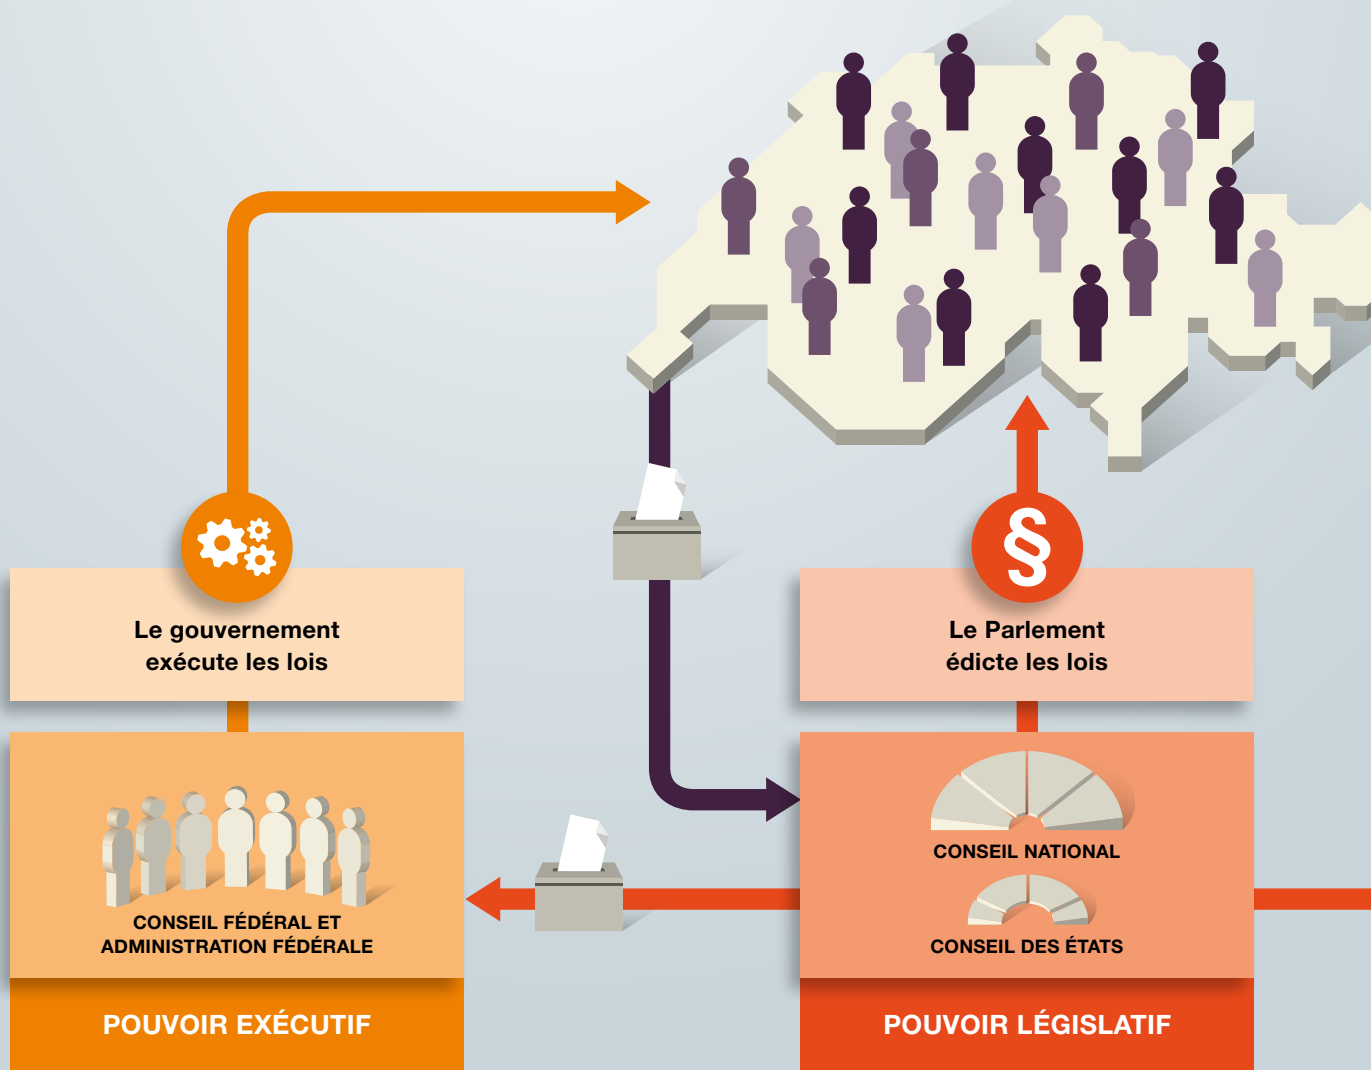 §
Le gouvernement
exécute les lois
CONSEIL FÉDÉRAL ET
ADMINISTRATION FÉDÉRALE
POUVOIR EXÉCUTIF
Le Parlement
édicte les lois
CONSEIL NATIONAL
CONSEIL DES ÉTATS
POUVOIR LÉGISLATIF